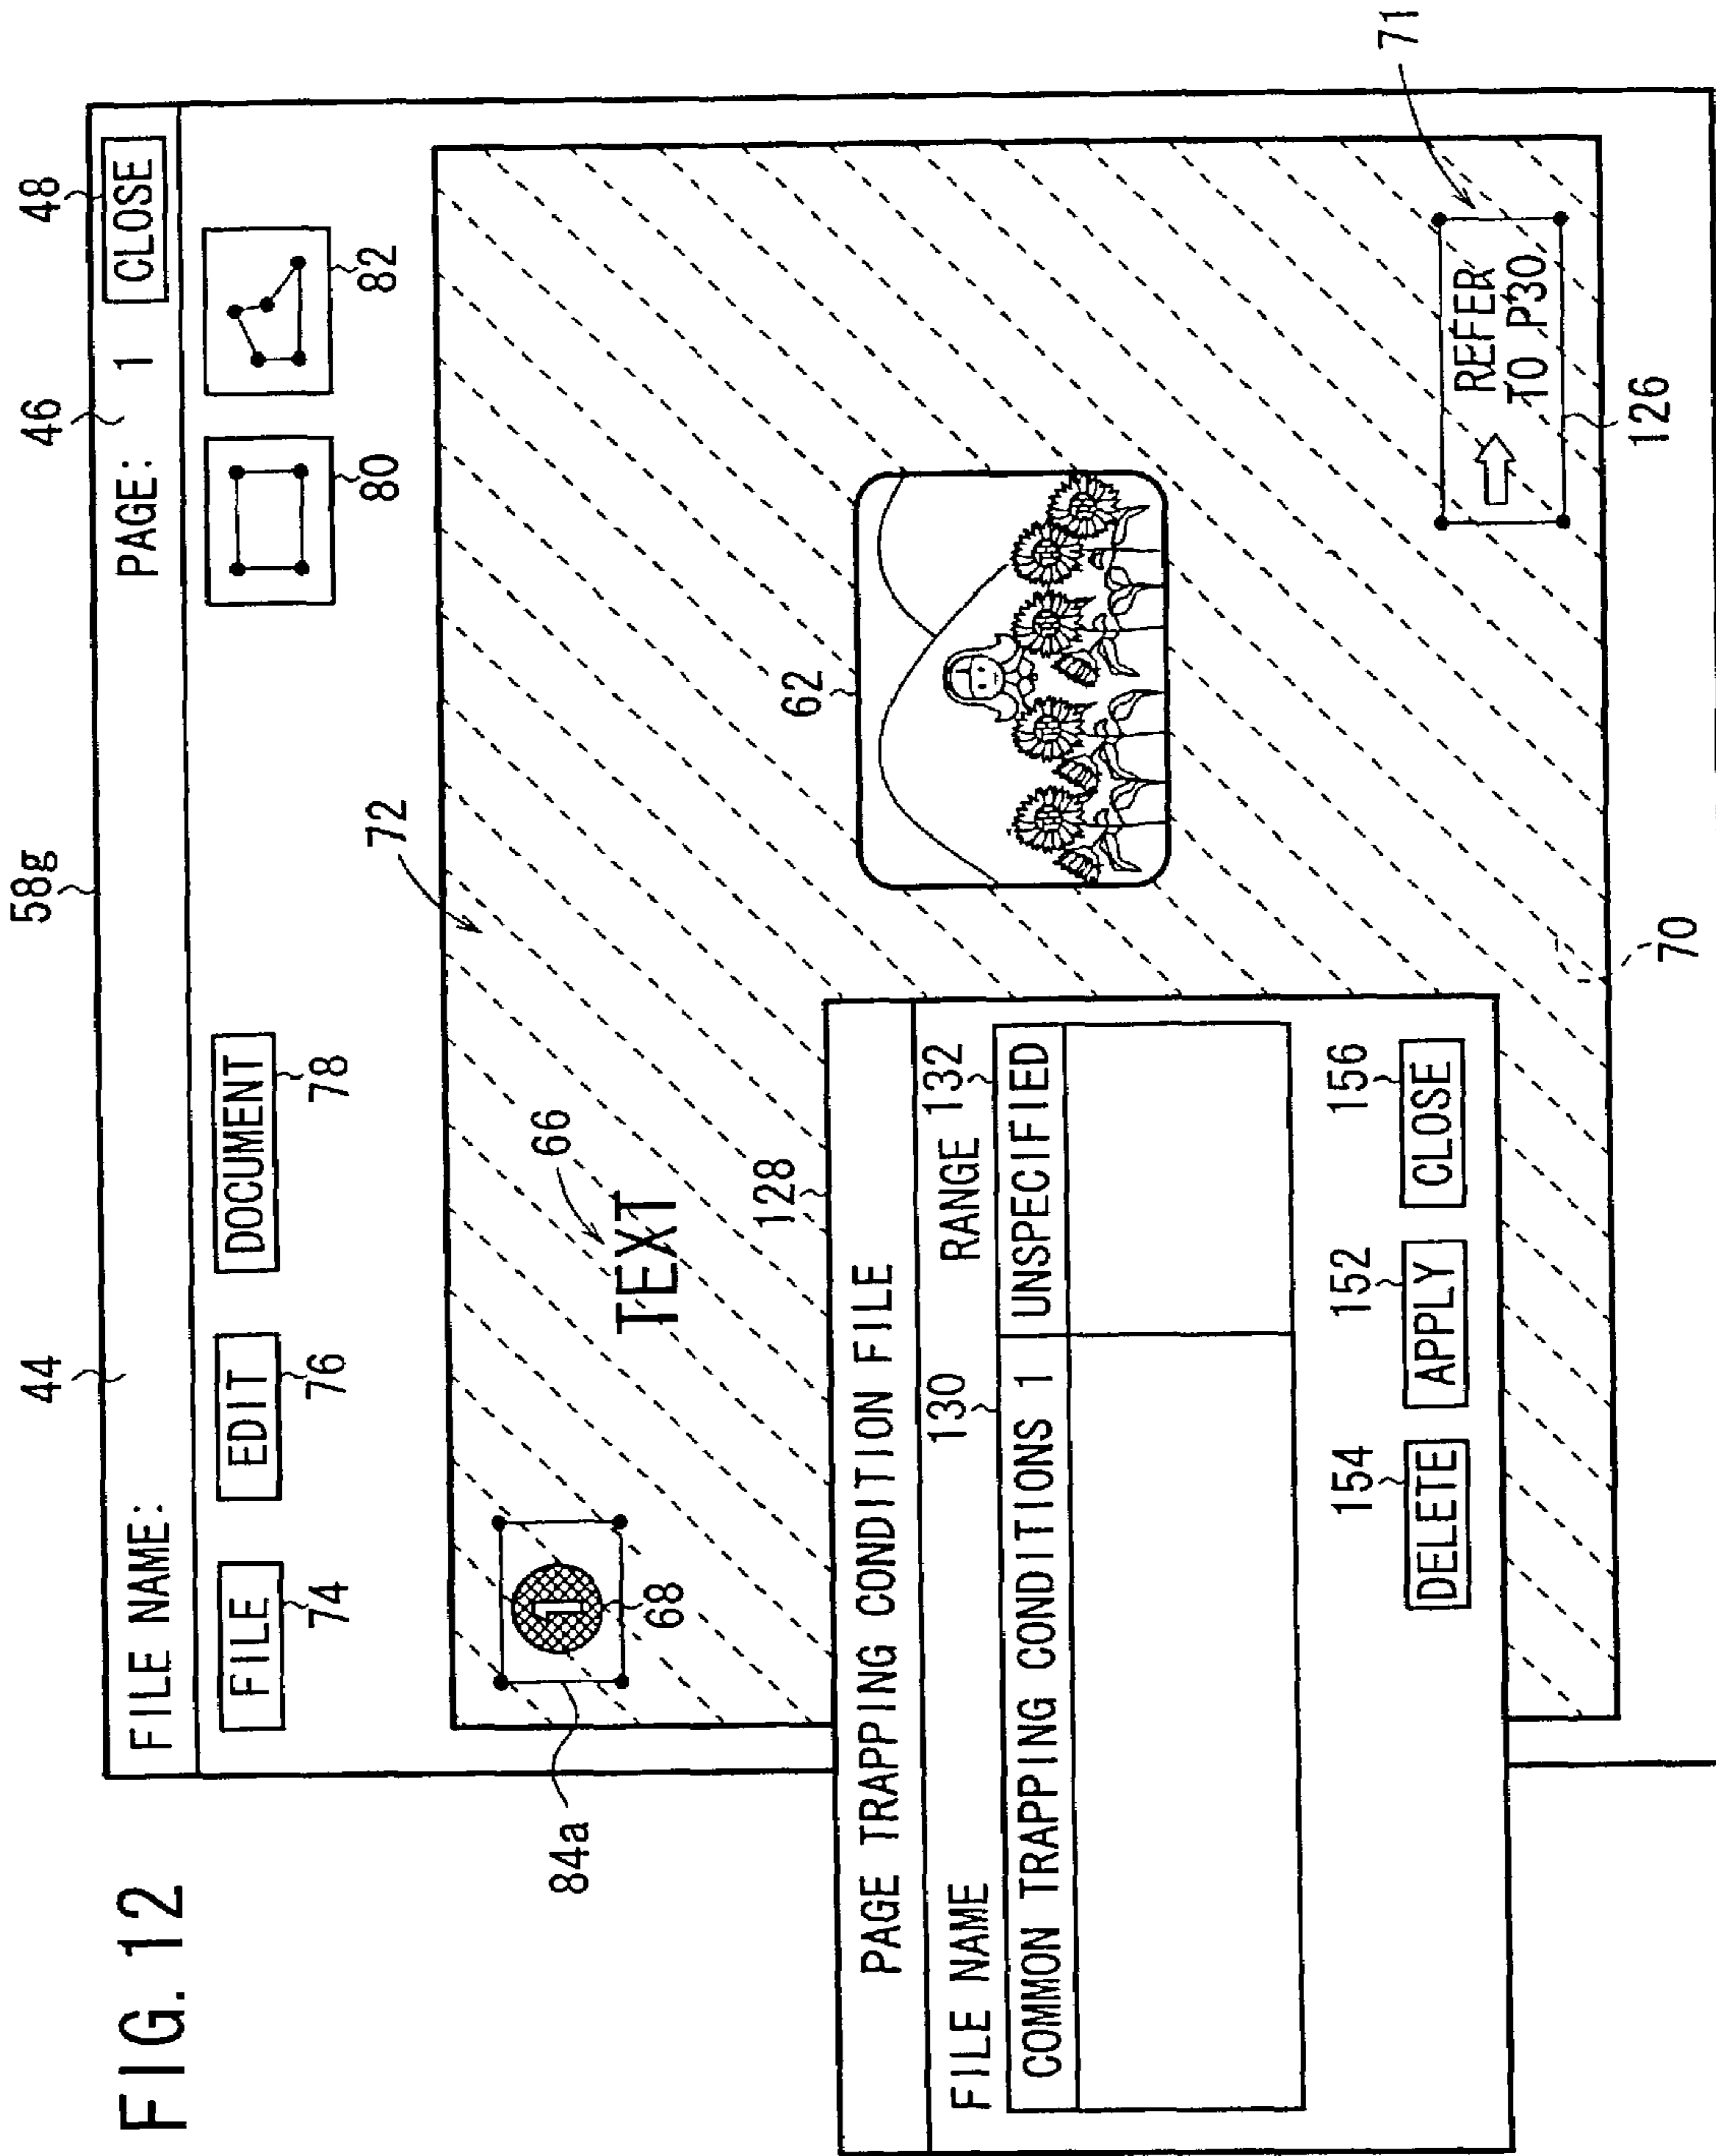 FIG. 12
58g
44
46
48
FILE NAME:
PAGE: 1
CLOSE
FILE
EDIT
DOCUMENT
74
76
78
80
82
72
1
68
84a
66
TEXT
62
128
PAGE TRAPPING CONDITION FILE
FILE NAME
130
RANGE
132
COMMON TRAPPING CONDITIONS 1
UNSPECIFIED
154
152
156
DELETE
APPLY
CLOSE
REFER
TO P30
71
126
70